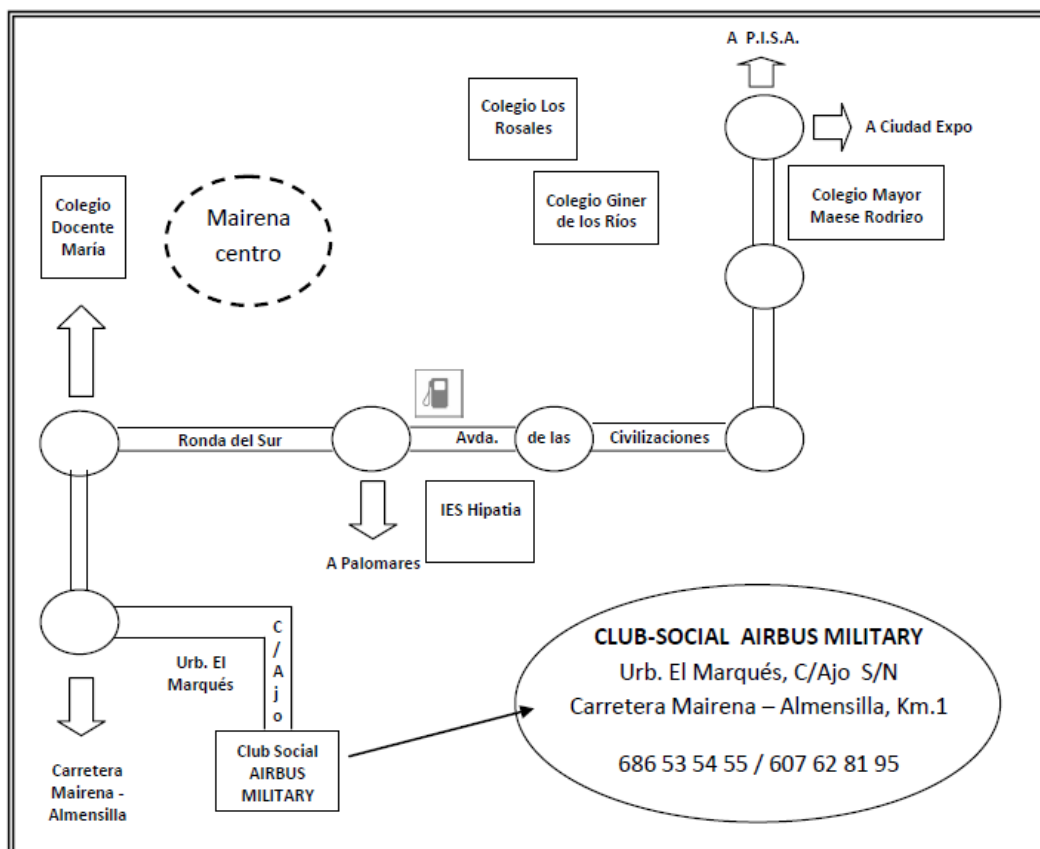 A P.I.S.A.
Colegio Los
Rosales
A Ciudad Expo
Colegio
Docente
María
Mairena
centro
Colegio Giner
de los Ríos
Colegio Mayor
Maese Rodrigo
Ronda del Sur
Avda. de las Civilizaciones
IES Hipatia
A Palomares
C/Ajo
Urb. El
Marqués
CLUB-SOCIAL AIRBUS MILITARY
Urb. El Marqués, C/Ajo S/N
Carretera Mairena – Almensilla, Km.1
686 53 54 55 / 607 62 81 95
Club Social
AIRBUS
MILITARY
Carretera
Mairena -
Almensilla